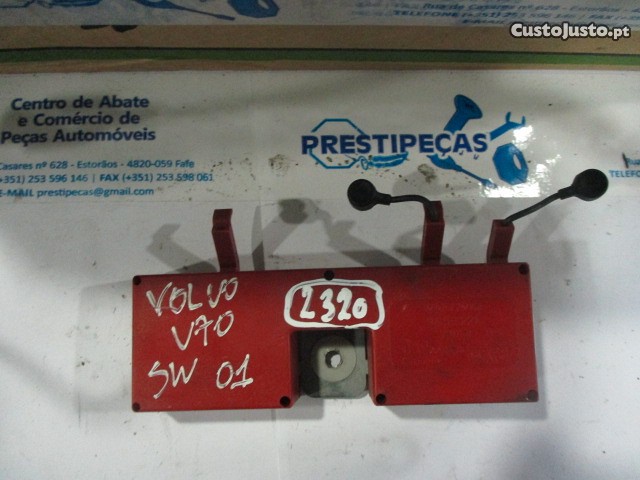 CustoJusto.pt
Centro de Abate
e Comércio de
Peças Automóveis
Casares nº 628 - Estorãos - 4820-059 Fafe
(+351) 253 596 146 | FAX (+351) 253 598 061
E-MAIL prestipecas@gmail.com
PRESTIPEÇAS
TELEFO
VOLVO
V70
SW 01
2320